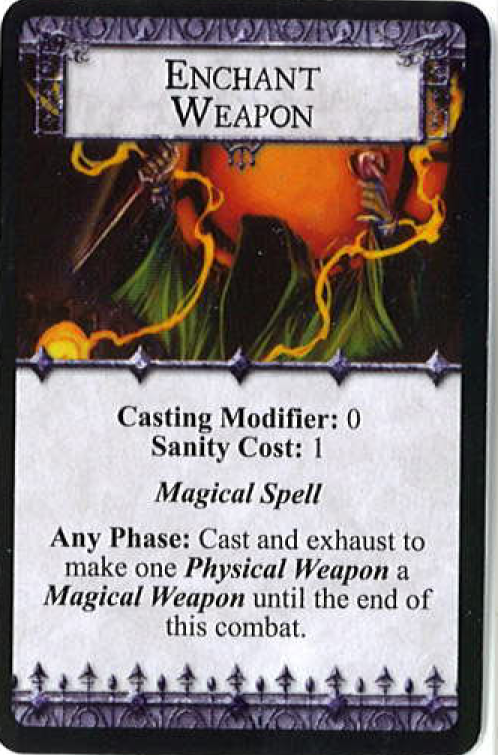 ENCHANT
WEAPON
Casting Modifier: 0
Sanity Cost: 1
Magical Spell
Any Phase: Cast and exhaust to
make one Physical Weapon a
Magical Weapon until the end of
this combat.